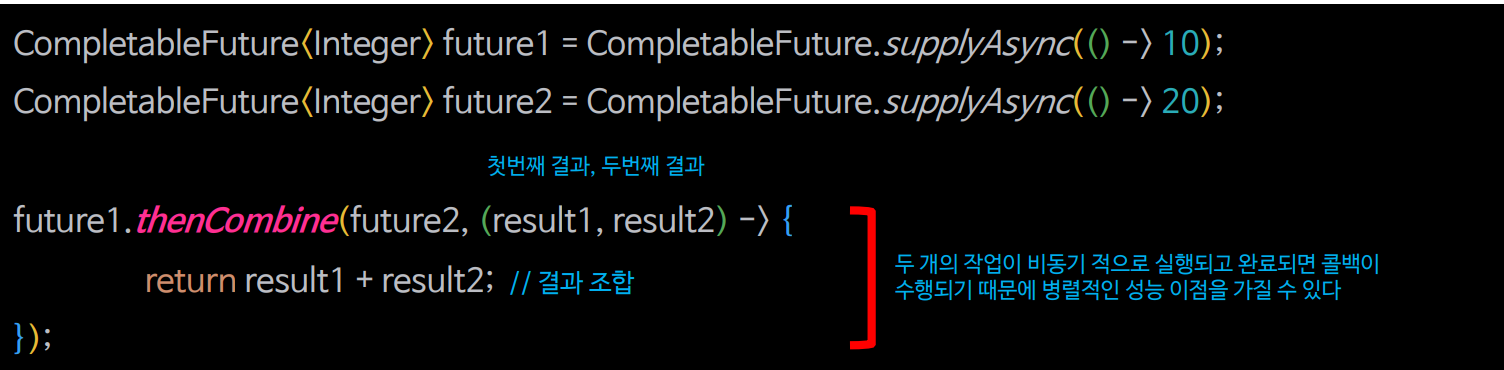 CompletableFuture<Integer> future1 = CompletableFuture.supplyAsync(() -> 10);
CompletableFuture<Integer> future2 = CompletableFuture.supplyAsync(() -> 20);
첫번째 결과, 두번째 결과
future1.thenCombine(future2, (result1, result2) -> {
return result1 + result2; // 결과 조합
});
두 개의 작업이 비동기 적으로 실행되고 완료되면 콜백이
수행되기 때문에 병렬적인 성능 이점을 가질 수 있다